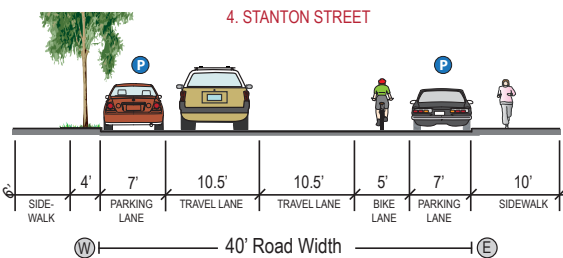 4. STANTON STREET
P
P
6'
4'
7'
10.5'
10.5'
5'
7'
10'
SIDE-
WALK
PARKING
LANE
TRAVEL LANE
TRAVEL LANE
BIKE
LANE
PARKING
LANE
SIDEWALK
W
40' Road Width
E